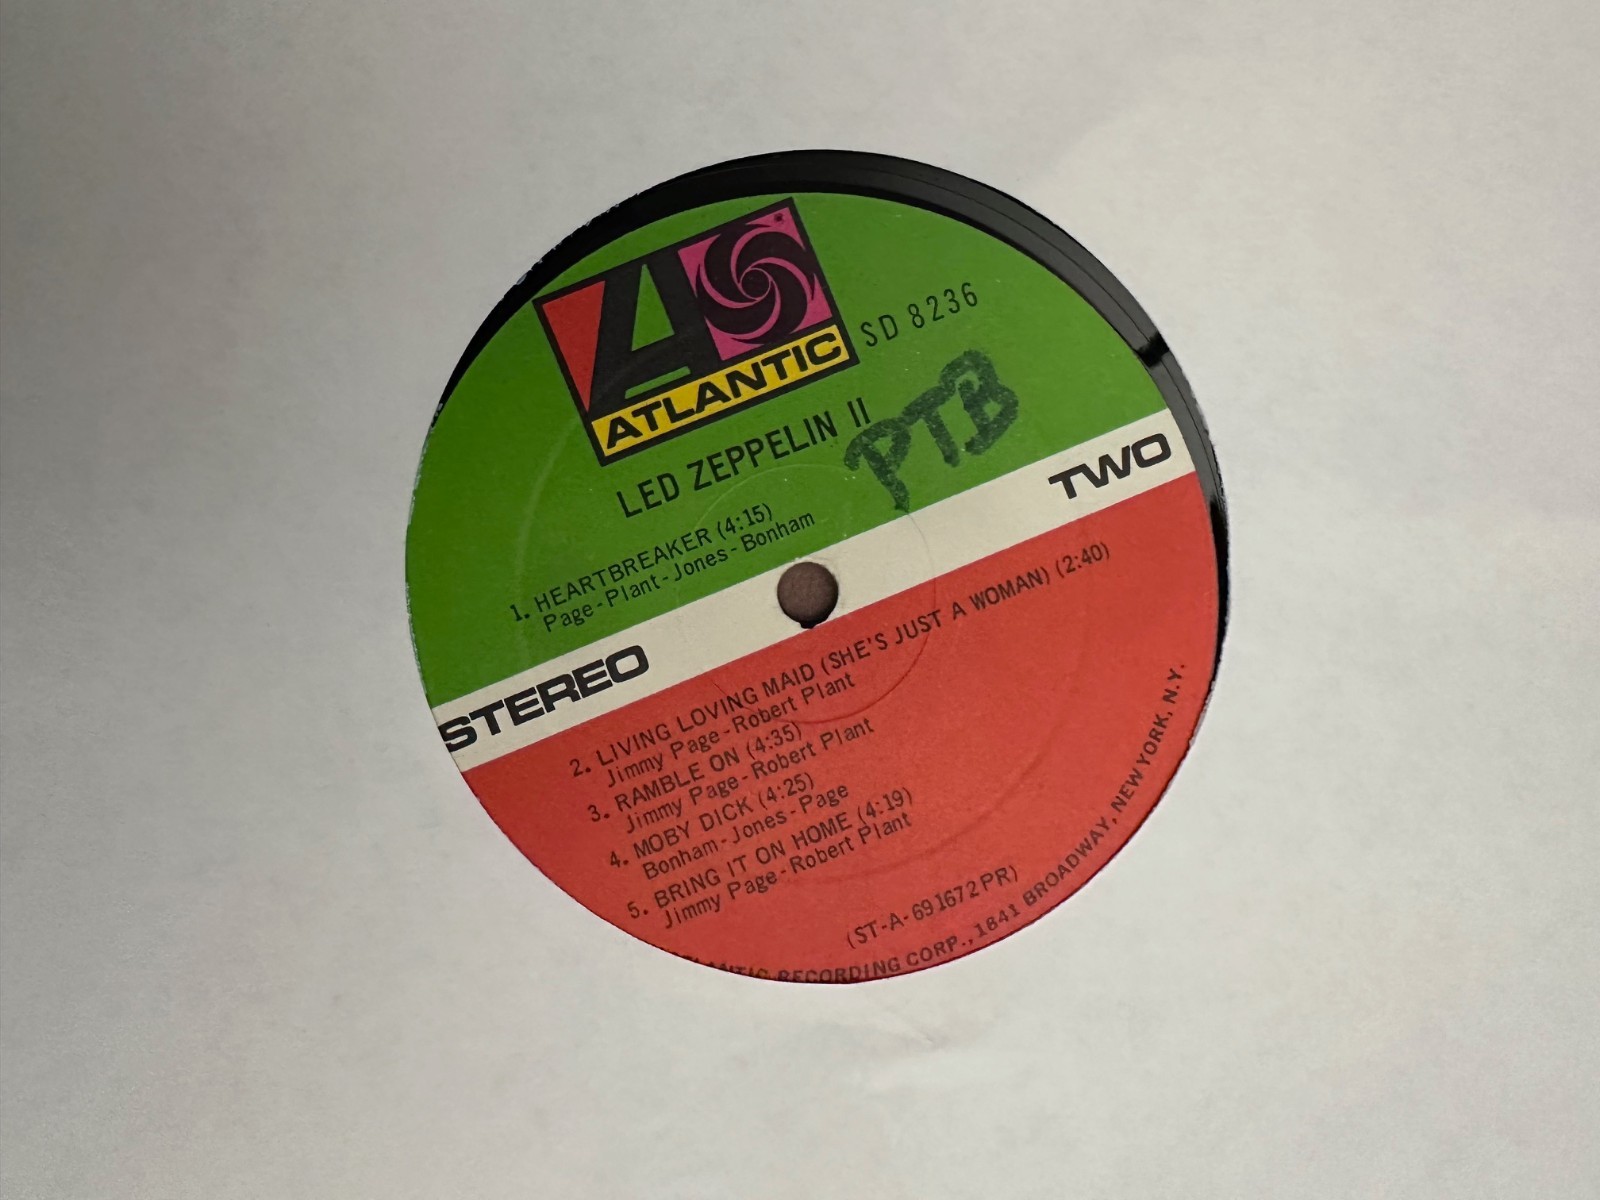 ATLANTIC
SD 8236
PTB
LED ZEPPELIN II
1. HEARTBREAKER (4:15)
Page-Plant-Jones-Bonham
STEREO
TWO
2. LIVING LOVING MAID (SHE'S JUST A WOMAN) (2:40)
Jimmy Page-Robert Plant
3. RAMBLE ON (4:35)
Jimmy Page-Robert Plant
4. MOBY DICK (4:25)
Bonham-Jones-Page
5. BRING IT ON HOME (4:19)
Jimmy Page-Robert Plant
(ST-A-691672PR)
RECORDING CORP., 1841 BROADWAY, NEW YORK, N.Y.